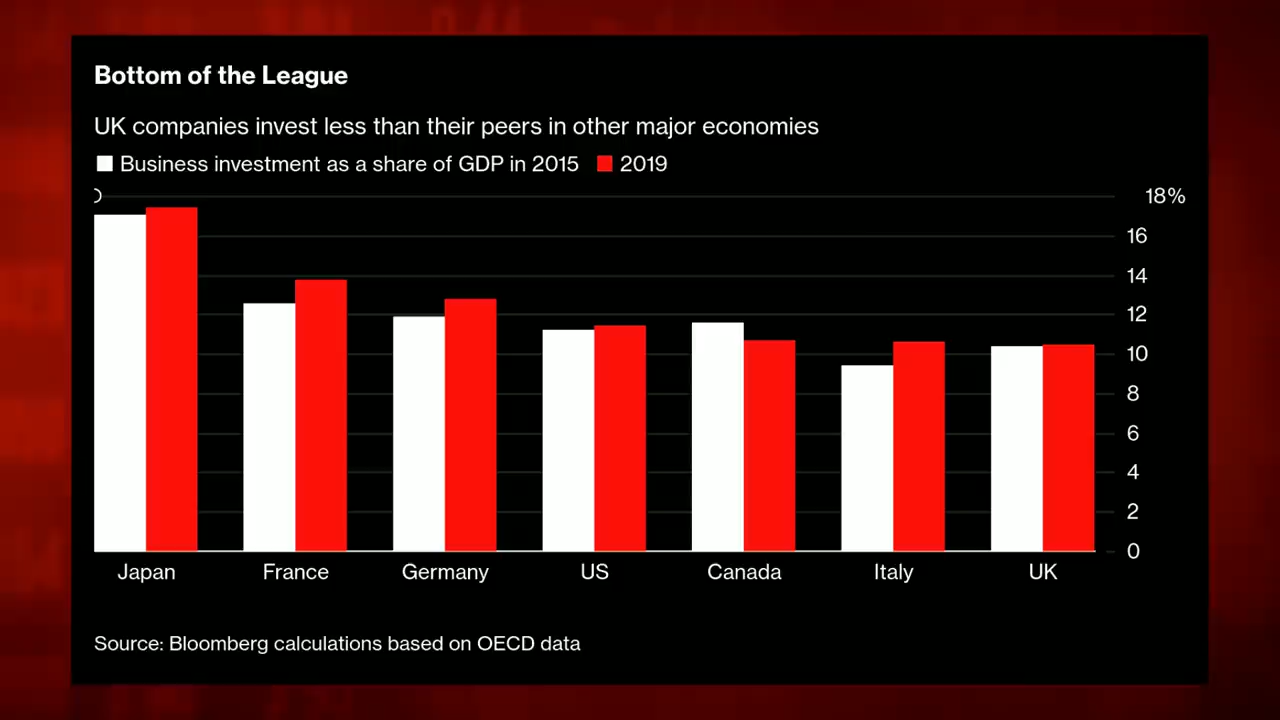 Bottom of the League
UK companies invest less than their peers in other major economies
Business investment as a share of GDP in 2015 2019
18%
16
14
12
10
8
6
4
2
0
Japan France Germany US Canada Italy UK
Source: Bloomberg calculations based on OECD data